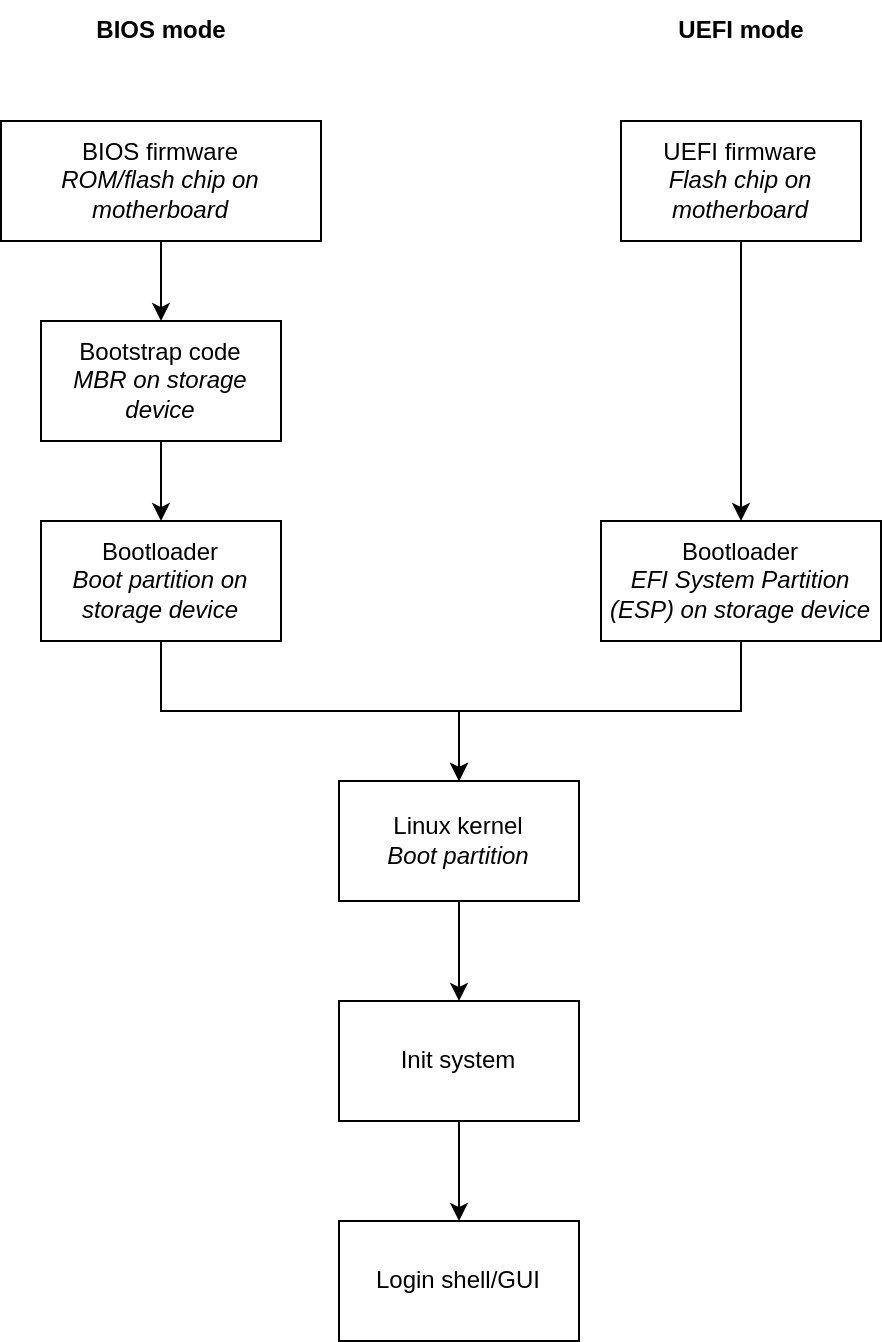 BIOS mode
UEFI mode
BIOS firmware
ROM/flash chip on
motherboard
UEFI firmware
Flash chip on
motherboard
Bootstrap code
MBR on storage
device
Bootloader
Boot partition on
storage device
Bootloader
EFI System Partition
(ESP) on storage device
Linux kernel
Boot partition
Init system
Login shell/GUI